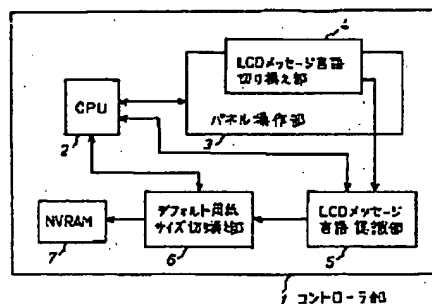 4
LCDメッセージ言語
切り換え部
CPU
2
パネル操作部
3
NVRAM
7
デフォルト用紙
サイズ切り換え部
6
LCDメッセージ
言語認識部
5
1 コントローラ部